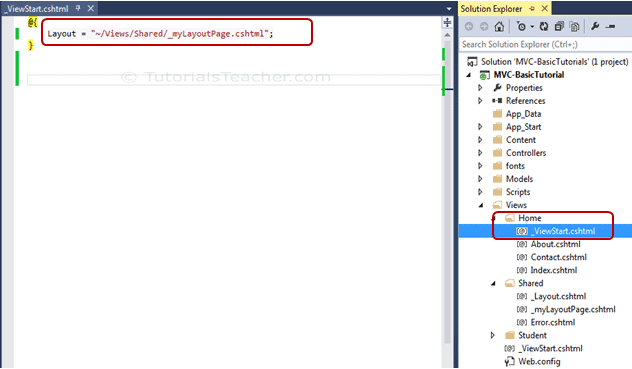 _ViewStart.cshtml
@{
Layout = "~/Views/Shared/_myLayoutPage.cshtml";
}
© TutorialsTeacher.com
Solution Explorer
Search Solution Explorer (Ctrl+;)
Solution 'MVC-BasicTutorials' (1 project)
MVC-BasicTutorial
Properties
References
App_Data
App_Start
Content
Controllers
fonts
Models
Scripts
Views
Home
_ViewStart.cshtml
About.cshtml
Contact.cshtml
Index.cshtml
Shared
_Layout.cshtml
_myLayoutPage.cshtml
Error.cshtml
Student
_ViewStart.cshtml
Web.config